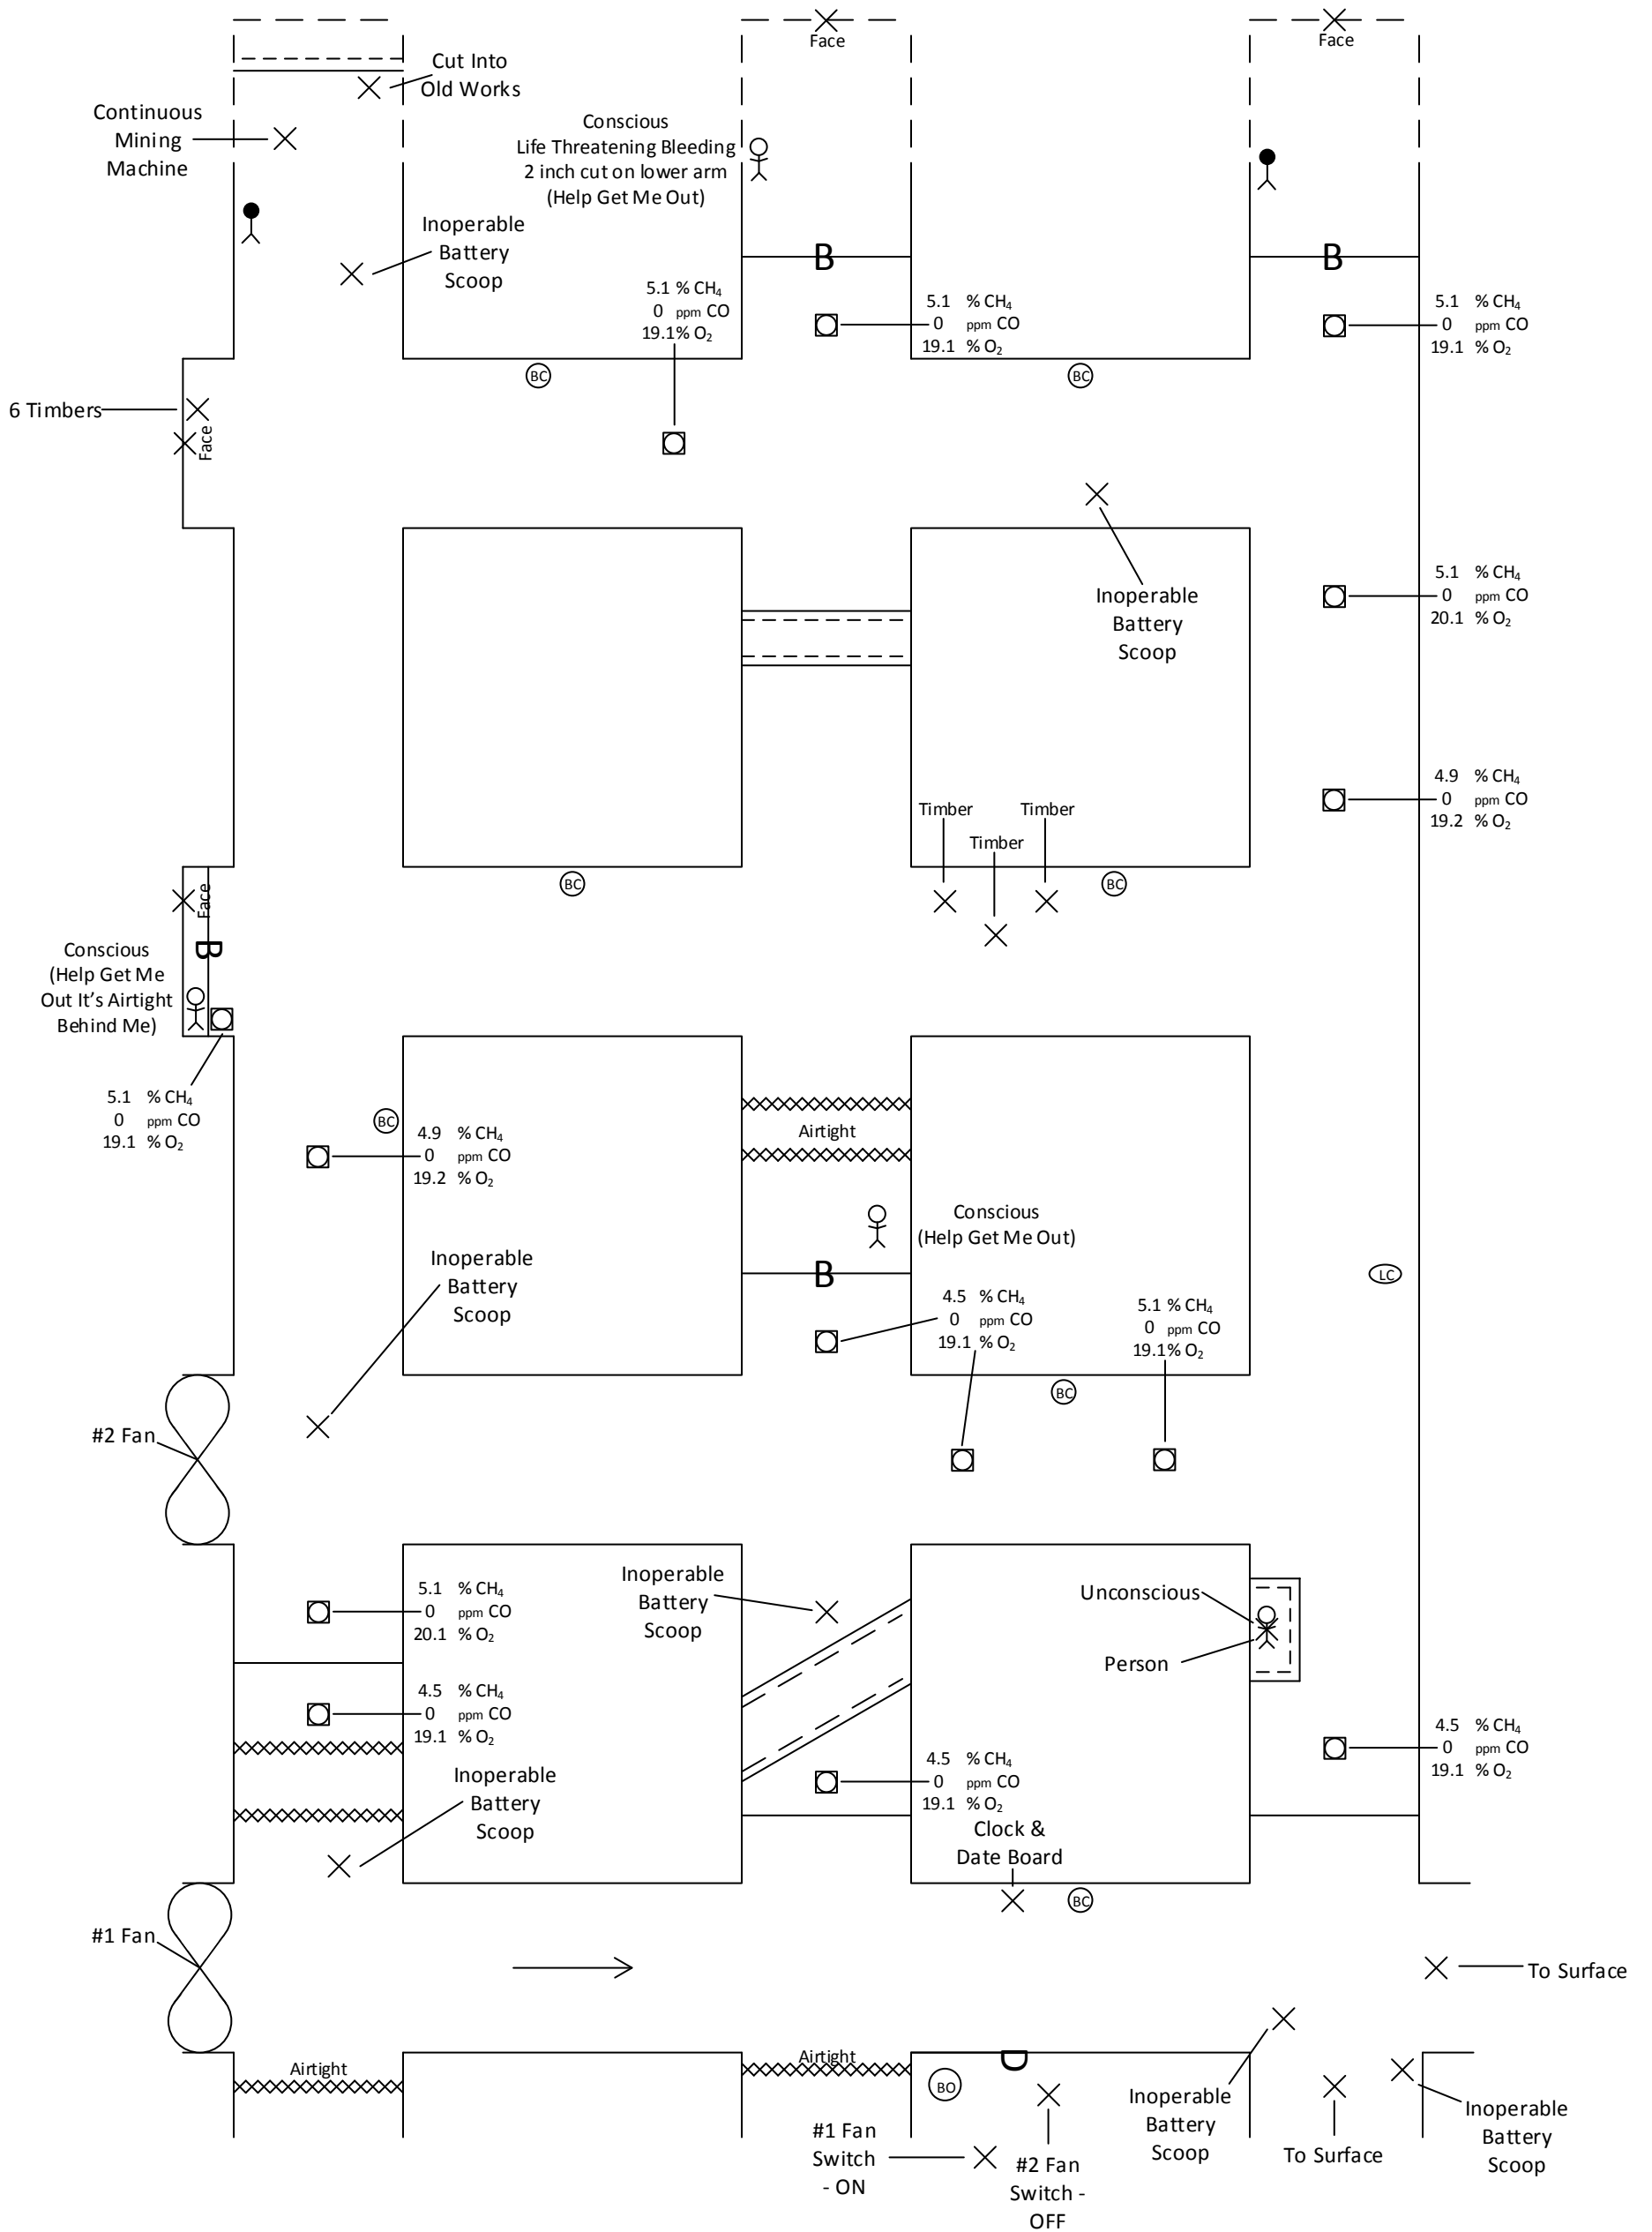 Face
Face
Cut Into
Old Works
Continuous
Mining
Machine
Conscious
Life Threatening Bleeding
2 inch cut on lower arm
(Help Get Me Out)
Inoperable
Battery
Scoop
B
B
5.1 % CH₄
0 ppm CO
19.1% O₂
5.1 % CH₄
0 ppm CO
19.1 % O₂
5.1 % CH₄
0 ppm CO
19.1 % O₂
BC
BC
6 Timbers
Face
Inoperable
Battery
Scoop
5.1 % CH₄
0 ppm CO
20.1 % O₂
4.9 % CH₄
0 ppm CO
19.2 % O₂
Timber
Timber
Timber
BC
BC
Face
B
Conscious
(Help Get Me
Out It's Airtight
Behind Me)
5.1 % CH₄
0 ppm CO
19.1 % O₂
BC
4.9 % CH₄
0 ppm CO
19.2 % O₂
Airtight
Conscious
(Help Get Me Out)
B
Inoperable
Battery
Scoop
4.5 % CH₄
0 ppm CO
19.1 % O₂
5.1 % CH₄
0 ppm CO
19.1% O₂
LC
BC
#2 Fan
5.1 % CH₄
0 ppm CO
20.1 % O₂
Inoperable
Battery
Scoop
Unconscious
Person
4.5 % CH₄
0 ppm CO
19.1 % O₂
4.5 % CH₄
0 ppm CO
19.1 % O₂
4.5 % CH₄
0 ppm CO
19.1 % O₂
Inoperable
Battery
Scoop
Clock &
Date Board
BC
#1 Fan
To Surface
Airtight
Airtight
D
BO
Inoperable
Battery
Scoop
To Surface
Inoperable
Battery
Scoop
#1 Fan
Switch
- ON
#2 Fan
Switch -
OFF